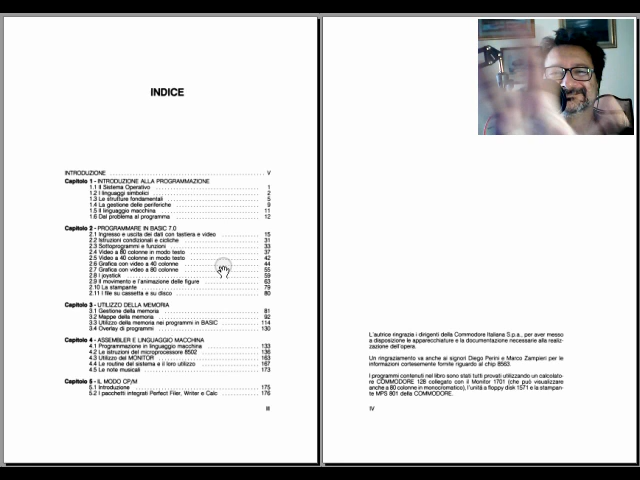 INDICE
INTRODUZIONE V
Capitolo 1 - INTRODUZIONE ALLA PROGRAMMAZIONE
1.1 Il Sistema Operativo 1
1.2 I linguaggi simbolici 2
1.3 Le strutture fondamentali 5
1.4 La gestione delle periferiche 9
1.5 Il linguaggio macchina 11
1.6 Dal problema al programma 12
Capitolo 2 - PROGRAMMARE IN BASIC 7.0
2.1 Ingresso e uscita dei dati con tastiera e video 15
2.2 Istruzioni condizionali e cicliche 31
2.3 Sottoprogrammi e funzioni 33
2.4 Video a 80 colonne in modo testo 37
2.5 Video a 40 colonne in modo testo 42
2.6 Grafica con video a 40 colonne 44
2.7 Grafica con video a 80 colonne 55
2.8 I joystick 59
2.9 Il movimento e l'animazione delle figure 63
2.10 La stampante 79
2.11 I file su cassetta e su disco 80
Capitolo 3 - UTILIZZO DELLA MEMORIA
3.1 Gestione della memoria 81
3.2 Mappe della memoria 92
3.3 Utilizzo della memoria nei programmi in BASIC 114
3.4 Overlay di programmi 130
Capitolo 4 - ASSEMBLER E LINGUAGGIO MACCHINA
4.1 Programmazione in linguaggio macchina 133
4.2 Le istruzioni del microprocessore 8502 136
4.3 Utilizzo del MONITOR 163
4.4 Le routine del sistema e il loro utilizzo 167
4.5 Le note musicali 173
Capitolo 5 - IL MODO CP/M
5.1 Introduzione 175
5.2 I pacchetti integrati Perfect Filer, Writer e Calc 176
III
L'autrice ringrazia i dirigenti della Commodore Italiana S.p.a., per aver messo
a disposizione le apparecchiature e la documentazione necessarie alla realiz-
zazione dell'opera.
Un ringraziamento va anche ai signori Diego Perini e Marco Zampieri per le
informazioni cortesemente fornite riguardo al chip 8563.
I programmi contenuti nel libro sono stati tutti provati utilizzando un calcolato-
re COMMODORE 128 collegato con il Monitor 1701 (che può visualizzare
anche a 80 colonne in monocromatico), l'unità a floppy disk 1571 e la stampan-
te MPS 801 della COMMODORE.
IV